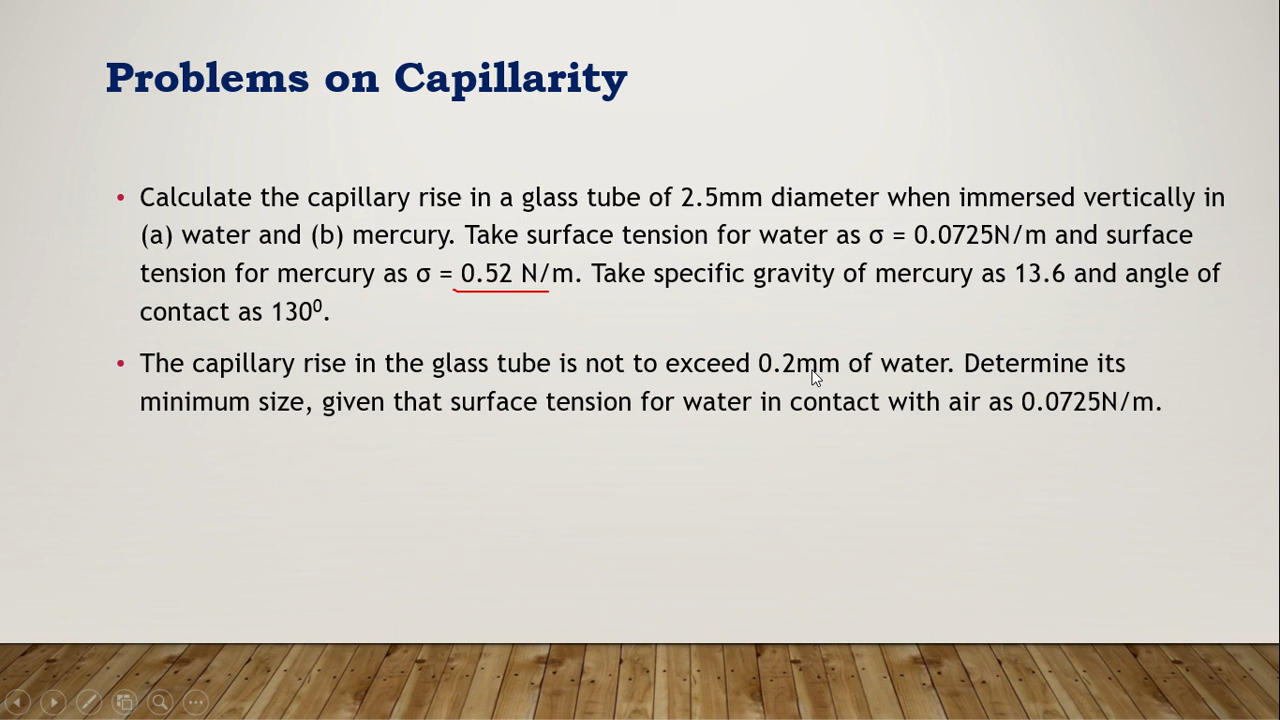 Problems on Capillarity
• Calculate the capillary rise in a glass tube of 2.5mm diameter when immersed vertically in
(a) water and (b) mercury. Take surface tension for water as σ = 0.0725N/m and surface
tension for mercury as σ = 0.52 N/m. Take specific gravity of mercury as 13.6 and angle of
contact as 130⁰.
• The capillary rise in the glass tube is not to exceed 0.2mm of water. Determine its
minimum size, given that surface tension for water in contact with air as 0.0725N/m.